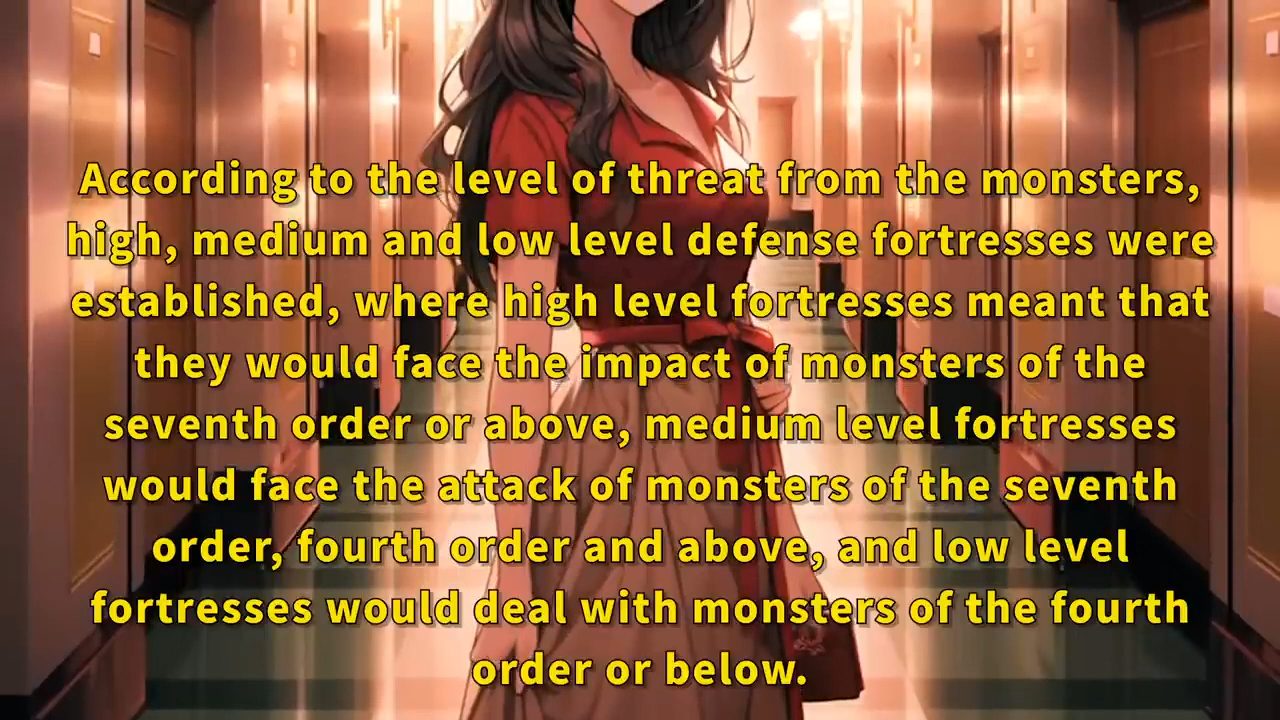 According to the level of threat from the monsters,
high, medium and low level defense fortresses were
established, where high level fortresses meant that
they would face the impact of monsters of the
seventh order or above, medium level fortresses
would face the attack of monsters of the seventh
order, fourth order and above, and low level
fortresses would deal with monsters of the fourth
order or below.